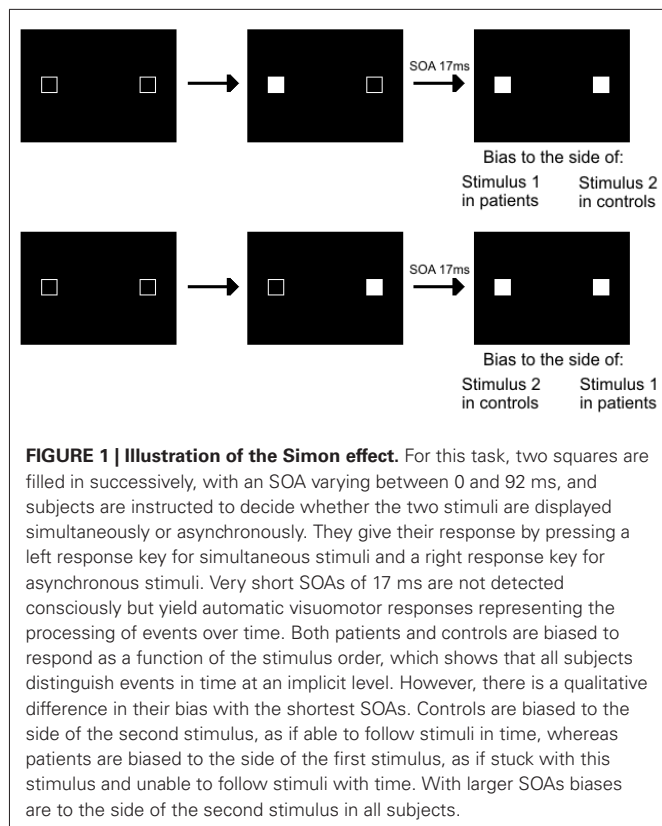 SOA 17ms
Bias to the side of:
Stimulus 1 Stimulus 2
in patients in controls
SOA 17ms
Bias to the side of:
Stimulus 2 Stimulus 1
in controls in patients
FIGURE 1 | Illustration of the Simon effect. For this task, two squares are
filled in successively, with an SOA varying between 0 and 92 ms, and
subjects are instructed to decide whether the two stimuli are displayed
simultaneously or asynchronously. They give their response by pressing a
left response key for simultaneous stimuli and a right response key for
asynchronous stimuli. Very short SOAs of 17 ms are not detected
consciously but yield automatic visuomotor responses representing the
processing of events over time. Both patients and controls are biased to
respond as a function of the stimulus order, which shows that all subjects
distinguish events in time at an implicit level. However, there is a qualitative
difference in their bias with the shortest SOAs. Controls are biased to the
side of the second stimulus, as if able to follow stimuli in time, whereas
patients are biased to the side of the first stimulus, as if stuck with this
stimulus and unable to follow stimuli with time. With larger SOAs biases
are to the side of the second stimulus in all subjects.